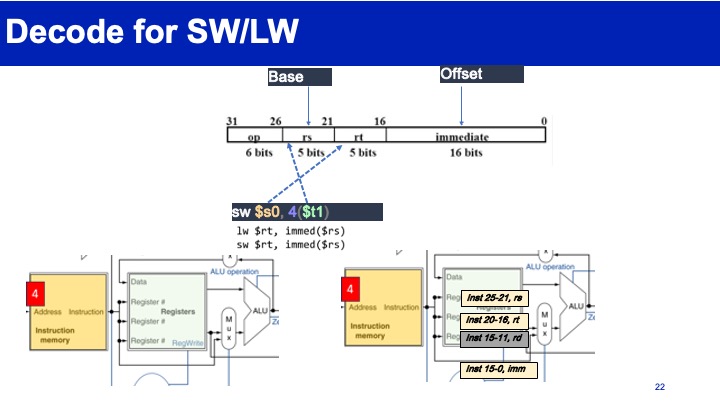 Decode for SW/LW
Base
Offset
31 26 21 16 0
op rs rt immediate
6 bits 5 bits 5 bits 16 bits
sw $s0, 4($t1)
lw $rt, immed($rs)
sw $rt, immed($rs)
4
Address Instruction
Instruction
memory
Data
Register #
Registers
Register #
Register # RegWrite
ALU operation
M
u
x
ALU
4
Address Instruction
Instruction
memory
Data
Inst 25-21, rs
Inst 20-16, rt
Inst 15-11, rd
Inst 15-0, imm
ALU operation
M
u
x
ALU
22